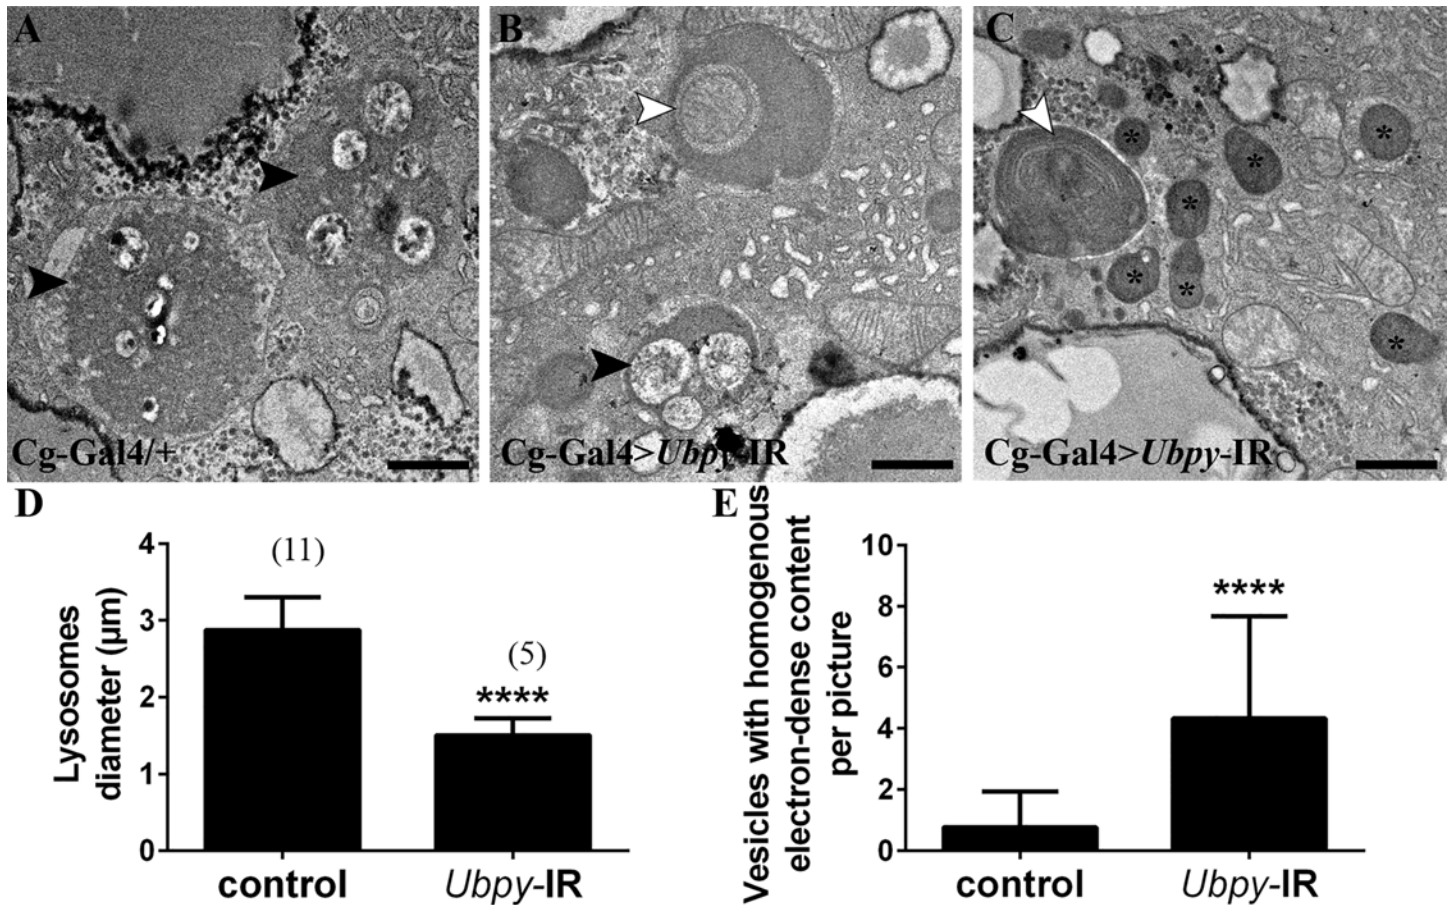 A
B
C
*
*
*
*
*
*
*
Cg-Gal4/+
Cg-Gal4>Ubpy-IR
Cg-Gal4>Ubpy-IR
D
Lysosomes
diameter (μm)
4
3
2
1
0
(11)
(5)
****
control
Ubpy-IR
E
Vesicles with homogenous
electron-dense content
per picture
10
8
6
4
2
0
****
control
Ubpy-IR